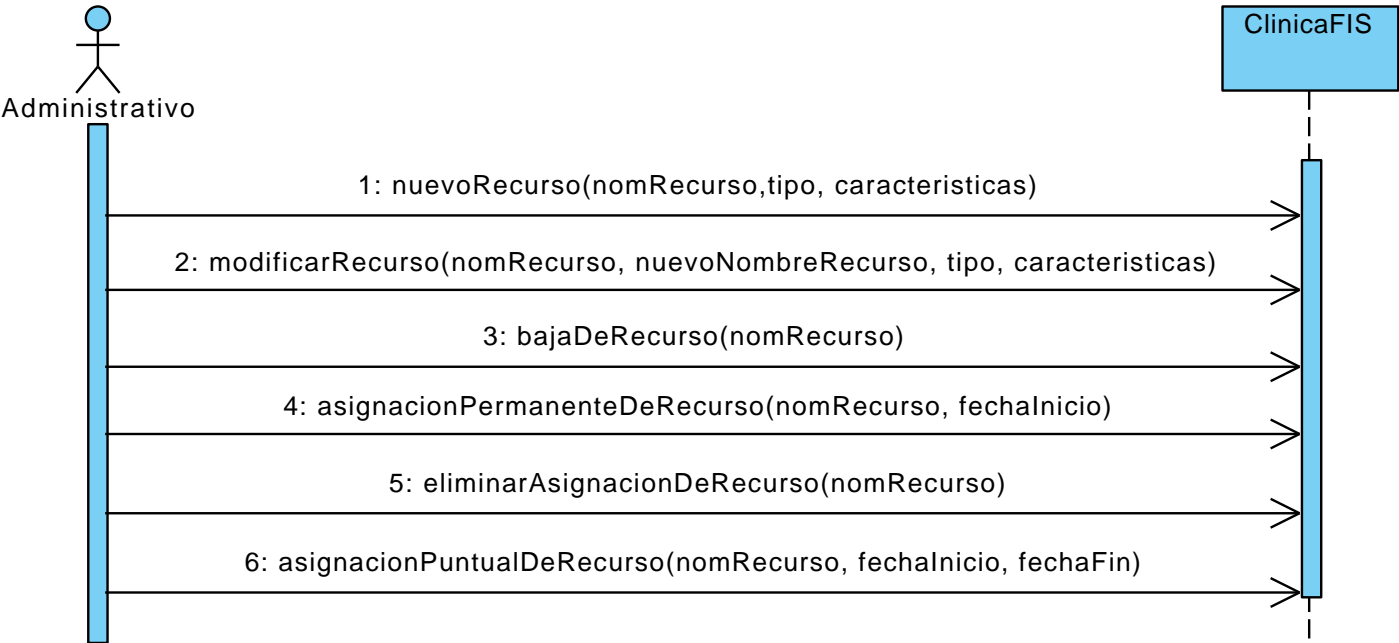 ClinicaFIS
Administrativo
1: nuevoRecurso(nomRecurso,tipo, caracteristicas)
2: modificarRecurso(nomRecurso, nuevoNombreRecurso, tipo, caracteristicas)
3: bajaDeRecurso(nomRecurso)
4: asignacionPermanenteDeRecurso(nomRecurso, fechaInicio)
5: eliminarAsignacionDeRecurso(nomRecurso)
6: asignacionPuntualDeRecurso(nomRecurso, fechaInicio, fechaFin)